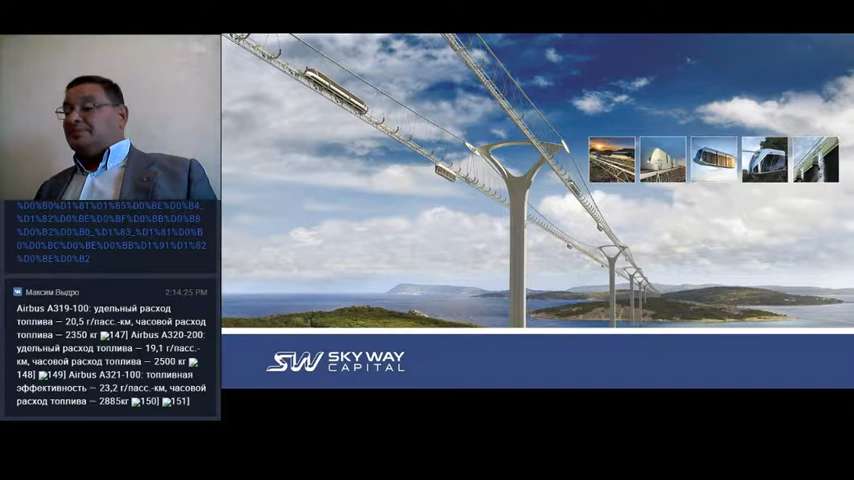 %D0%B0%D1%81%D1%85%D0%BE%D0%B4_
%D1%82%D0%BE%D0%BF%D0%BB%D0%B8
%D0%B2%D0%B0_%D1%83_%D1%81%D0%B
0%D0%BC%D0%BE%D0%BB%D1%91%D1%82
%D0%BE%D0%B2
Максим Выдро 2:14:25 PM
Airbus A319-100: удельный расход
топлива — 20,5 г/пасс.-км, часовой расход
топлива — 2350 кг 147] Airbus A320-200:
удельный расход топлива — 19,1 г/пасс.-
км, часовой расход топлива — 2500 кг
148] 149] Airbus A321-100: топливная
эффективность — 23,2 г/пасс.-км, часовой
расход топлива — 2885кг 150] 151]
SW SKY WAY
CAPITAL